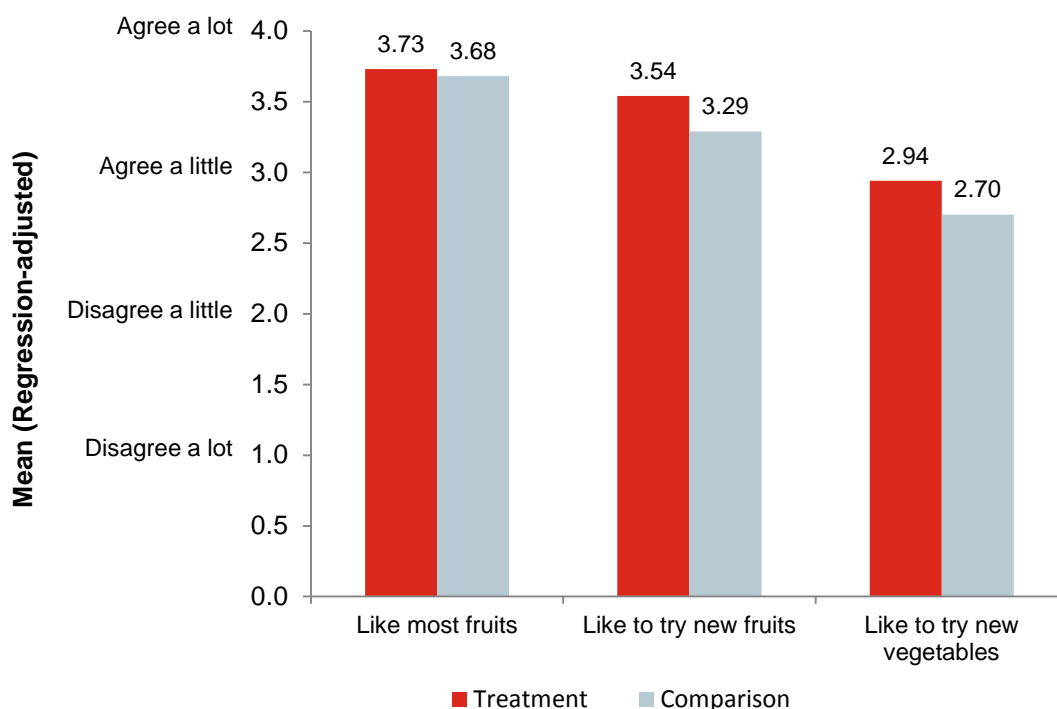 Mean (Regression-adjusted)
Agree a lot
Agree a little
Disagree a little
Disagree a lot
4.0
3.5
3.0
2.5
2.0
1.5
1.0
0.5
0.0
3.73
3.68
3.54
3.29
2.94
2.70
Like most fruits
Like to try new fruits
Like to try new
vegetables
Treatment
Comparison